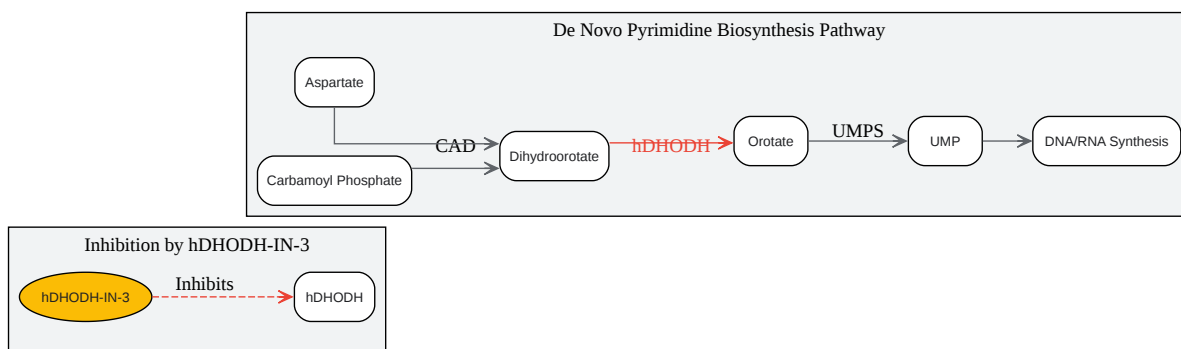 De Novo Pyrimidine Biosynthesis Pathway
Aspartate
CAD
Carbamoyl Phosphate
Dihydroorotate
hDHODH
Orotate
UMPS
UMP
DNA/RNA Synthesis
Inhibition by hDHODH-IN-3
hDHODH-IN-3
Inhibits
hDHODH